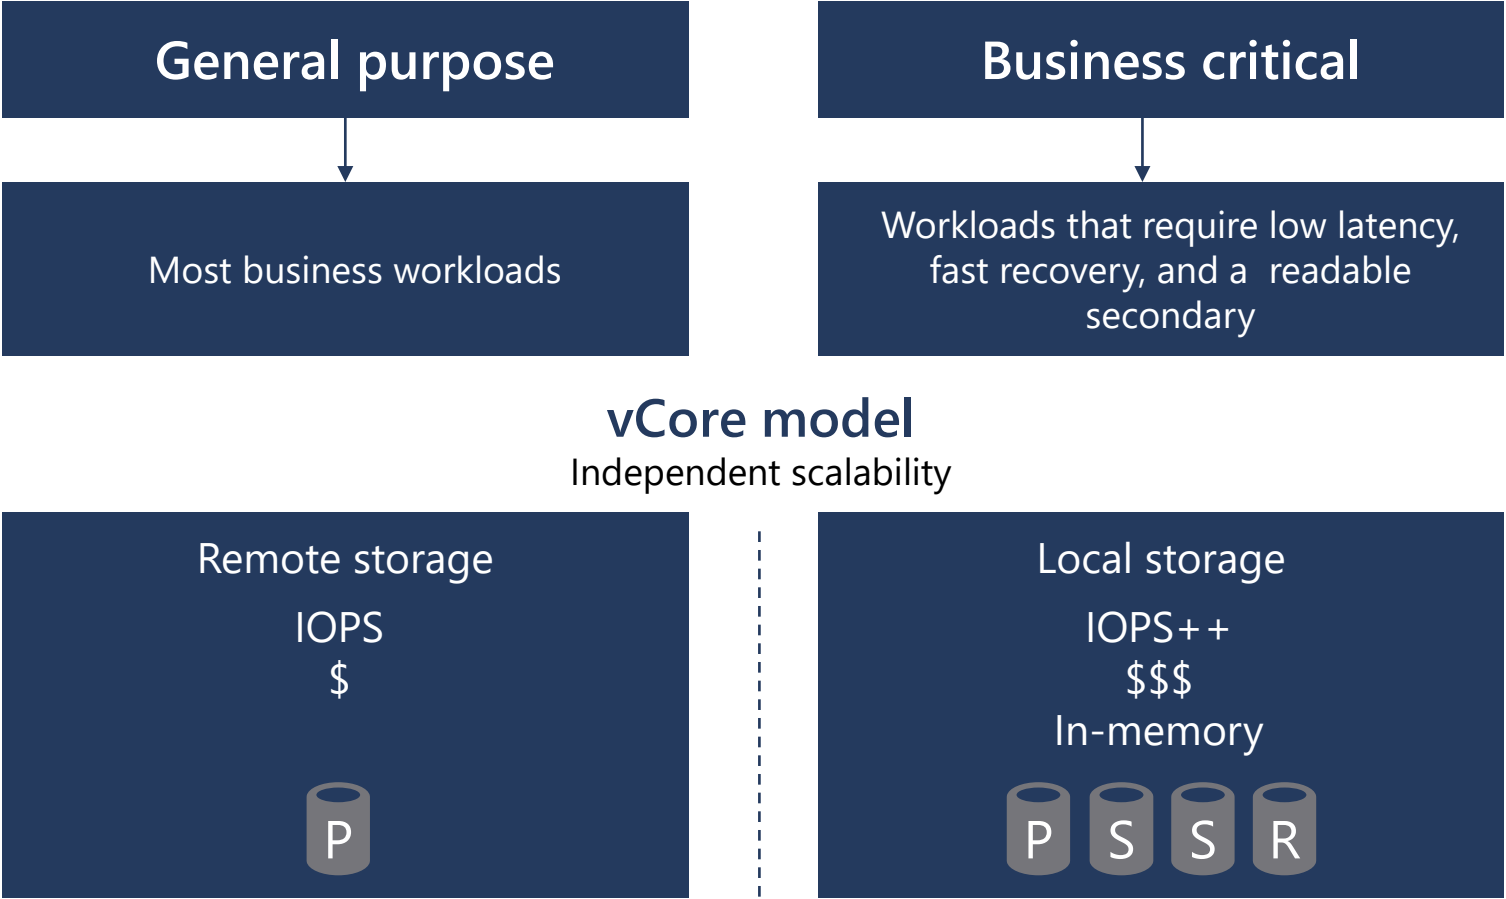 General purpose
Business critical
Most business workloads
Workloads that require low latency,
fast recovery, and a  readable
secondary
vCore model
Independent scalability
Remote storage
IOPS
$
P
Local storage
IOPS++
$$$
In-memory
P S S R